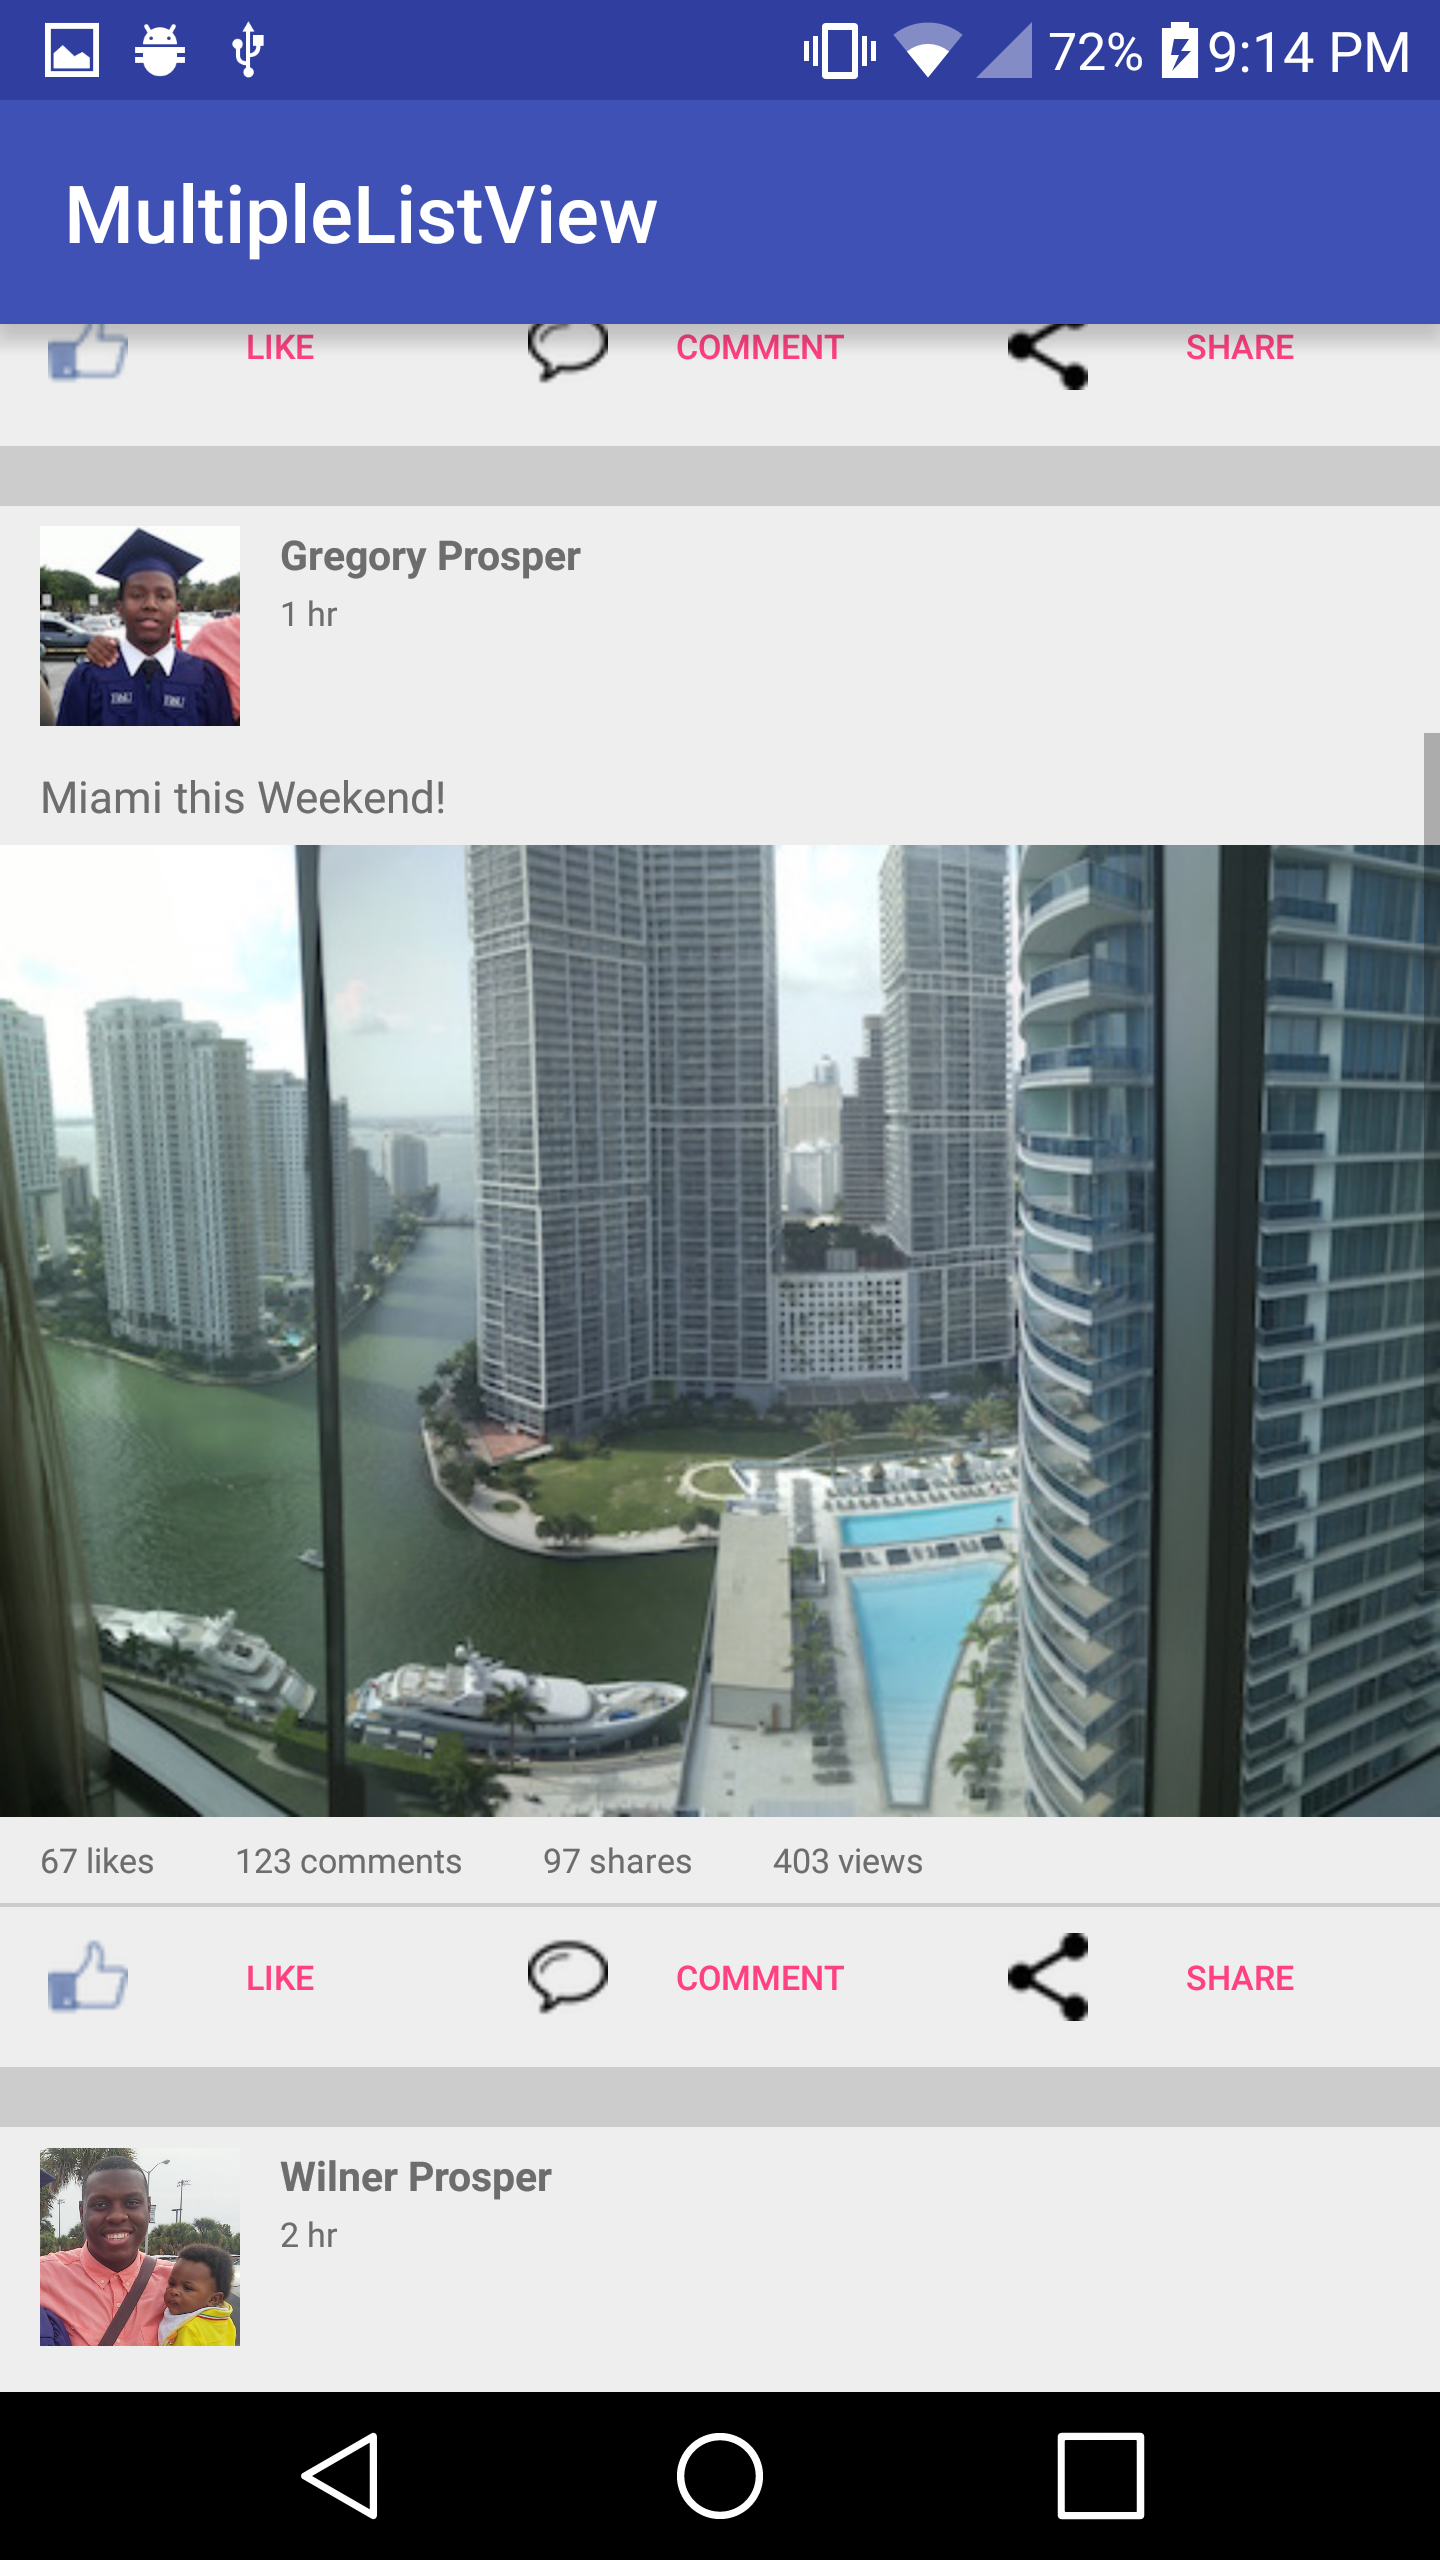 72% 9:14 PM
MultipleListView
LIKE COMMENT SHARE
Gregory Prosper
1 hr
Miami this Weekend!
67 likes 123 comments 97 shares 403 views
LIKE COMMENT SHARE
Wilner Prosper
2 hr